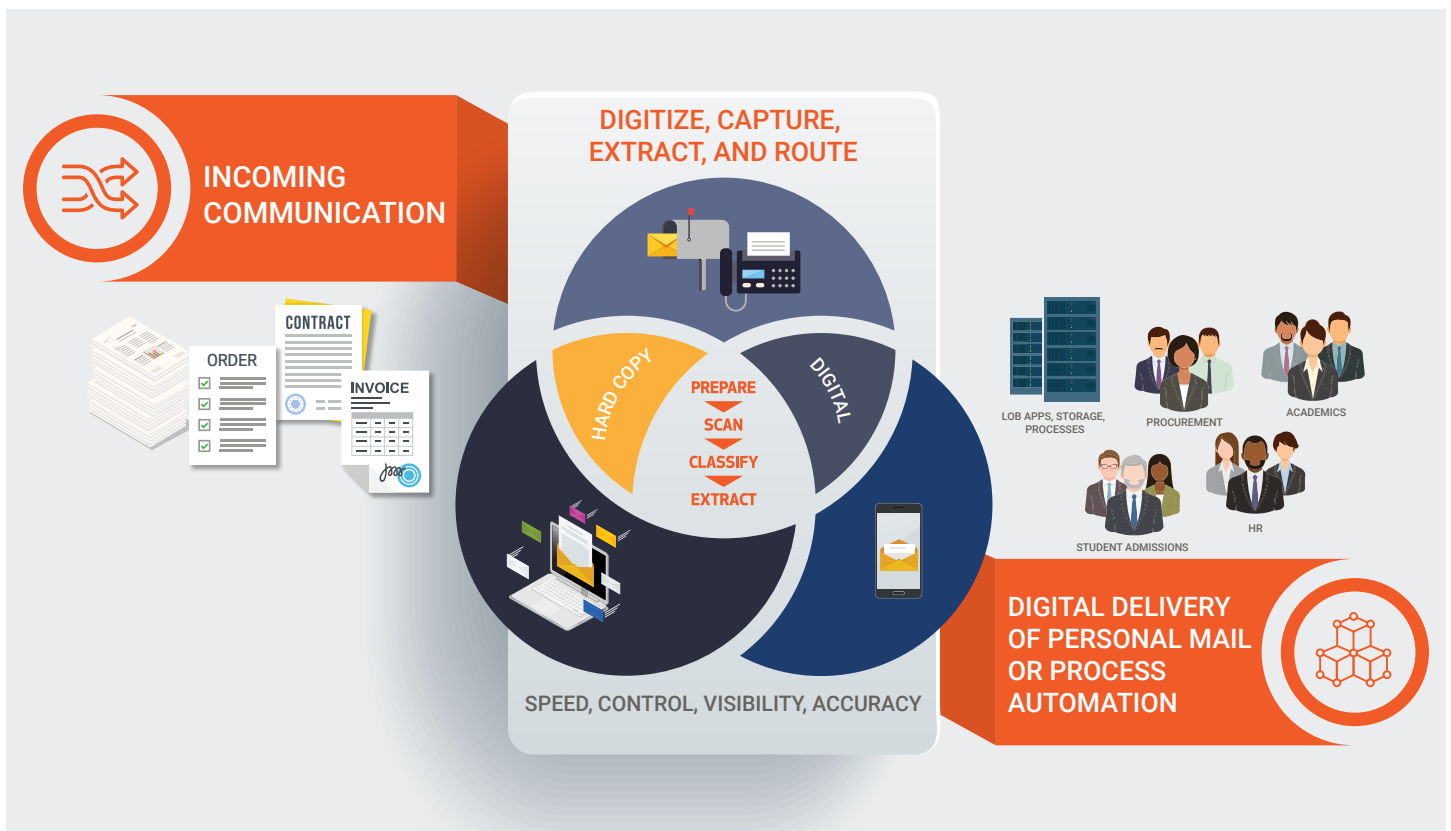 INCOMING
COMMUNICATION
ORDER
CONTRACT
INVOICE
DIGITIZE, CAPTURE,
EXTRACT, AND ROUTE
HARD COPY
DIGITAL
PREPARE
SCAN
CLASSIFY
EXTRACT
SPEED, CONTROL, VISIBILITY, ACCURACY
LOB APPS, STORAGE,
PROCESSES
PROCUREMENT
ACADEMICS
STUDENT ADMISSIONS
HR
DIGITAL DELIVERY
OF PERSONAL MAIL
OR PROCESS
AUTOMATION